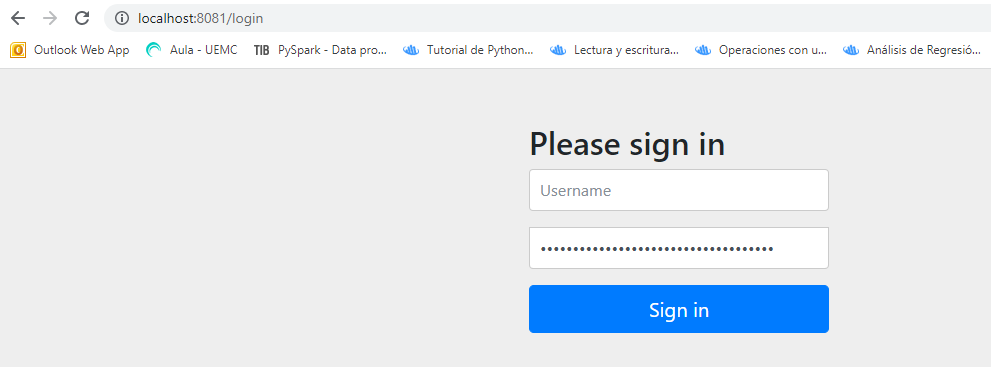 localhost:8081/login
Outlook Web App Aula - UEMC TIB PySpark - Data pro... Tutorial de Python... Lectura y escritura... Operaciones con u... Análisis de Regresió...
Please sign in
Username
••••••••••••••••••••••••••••••••••••
Sign in